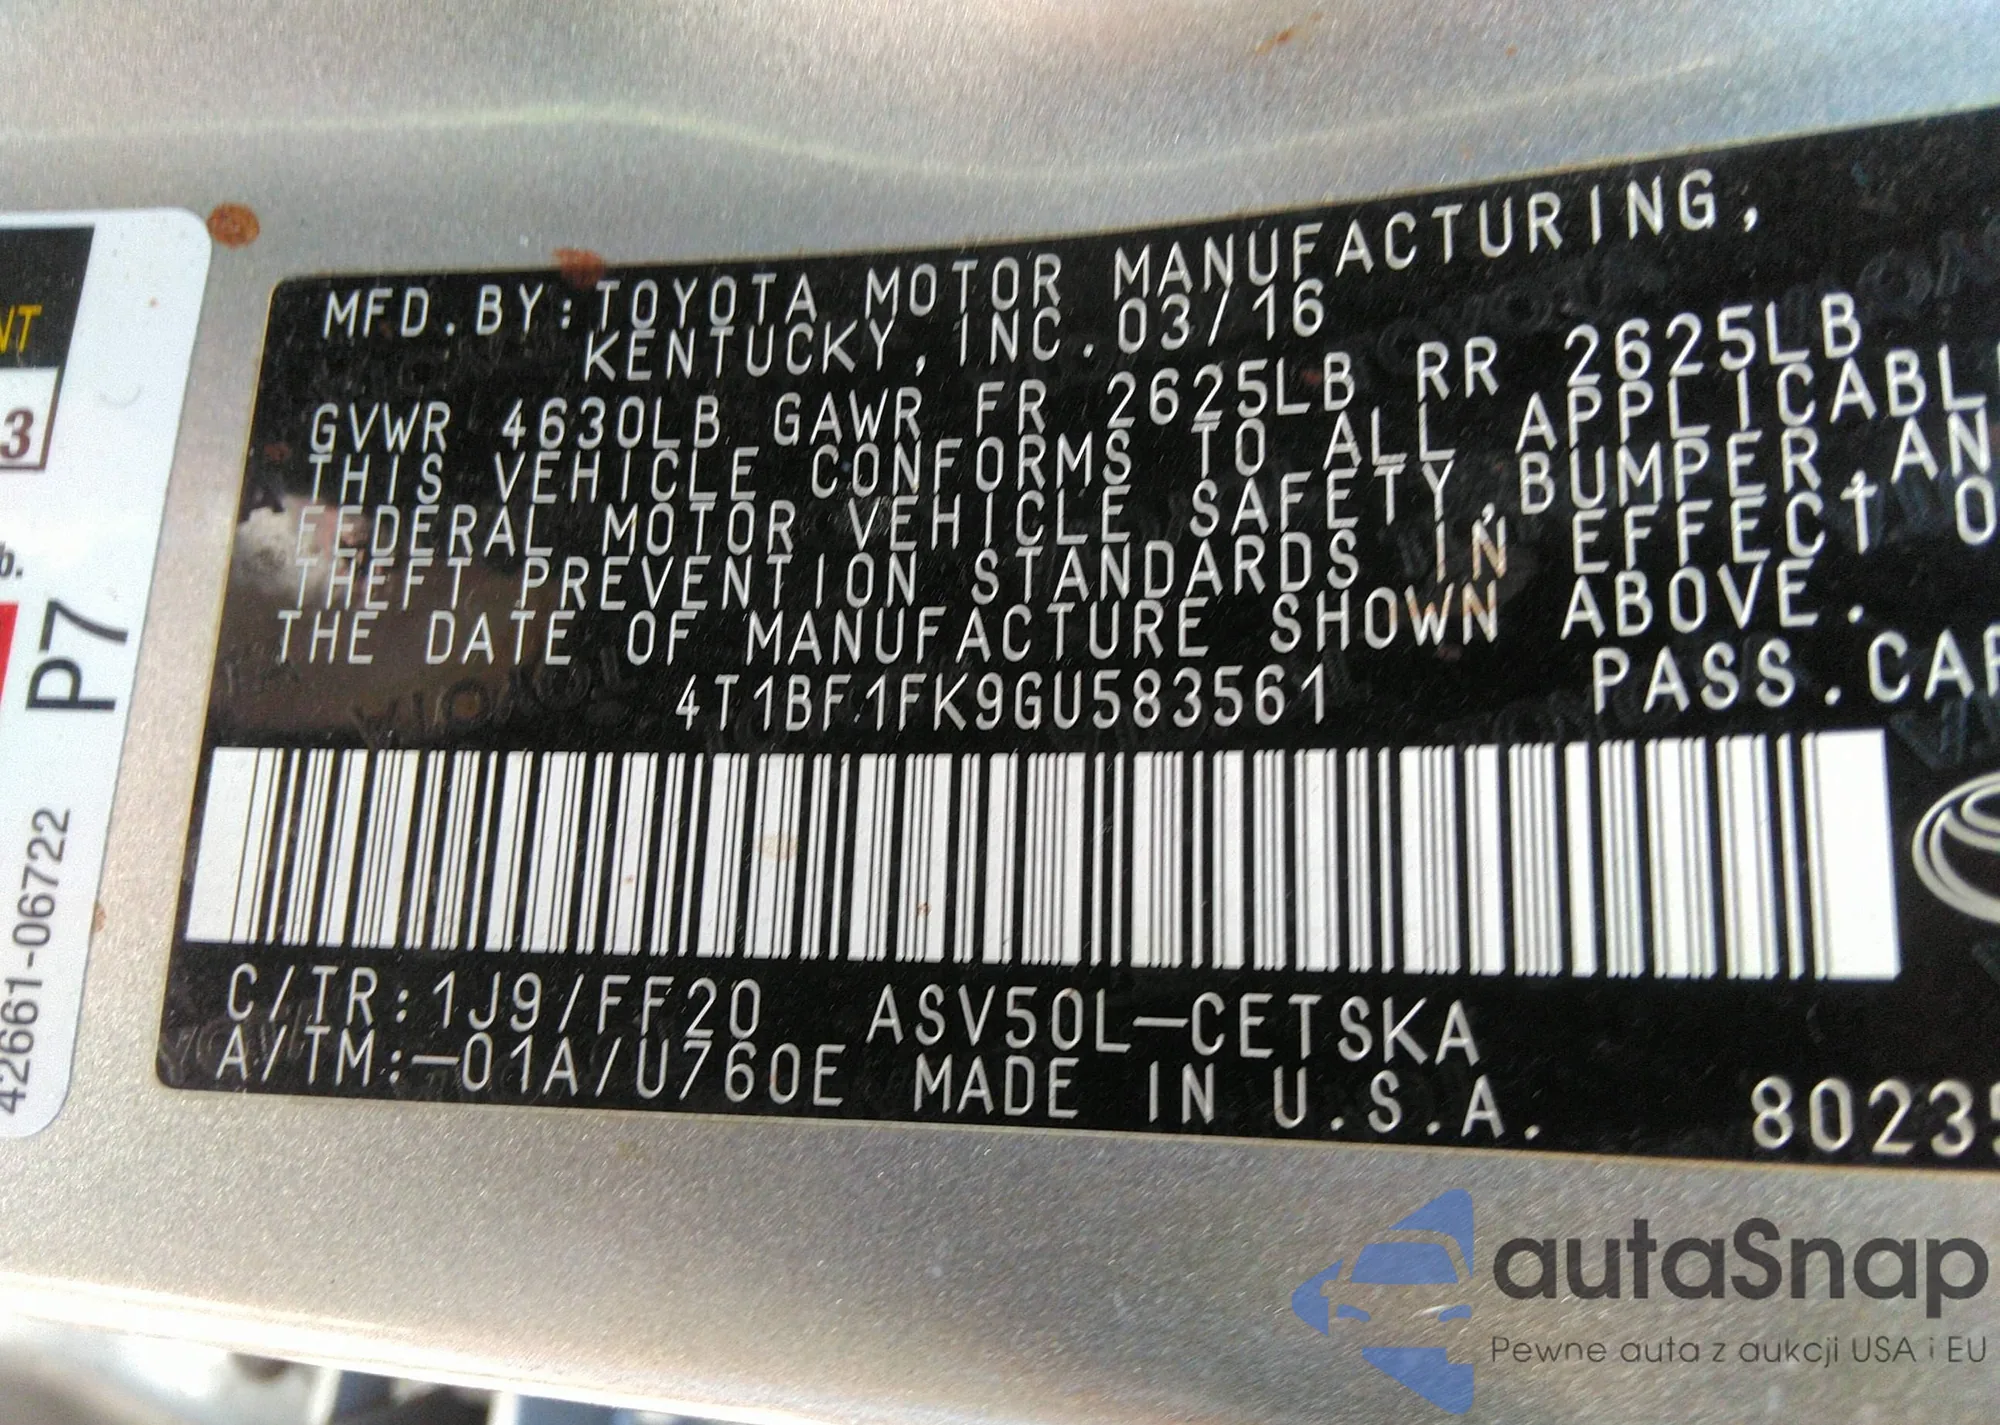 MFD.BY:TOYOTA MOTOR MANUFACTURING,
KENTUCKY,INC.03/16
GVWR 4630LB GAWR FR 2625LB RR 2625LB
THIS VEHICLE CONFORMS TO ALL APPLICABL
FEDERAL MOTOR VEHICLE SAFETY,BUMPER,AN
THEFT PREVENTION STANDARDS IN EFFECT O
THE DATE OF MANUFACTURE SHOWN ABOVE.
4T1BF1FK9GU583561 PASS.CAR
C/TR:1J9/FF20 ASV50L-CETSKA
A/TM:-01A/U760E MADE IN U.S.A.
80235
NT
3
P7
42661-06722
autaSnap
Pewne auta z aukcji USA i EU